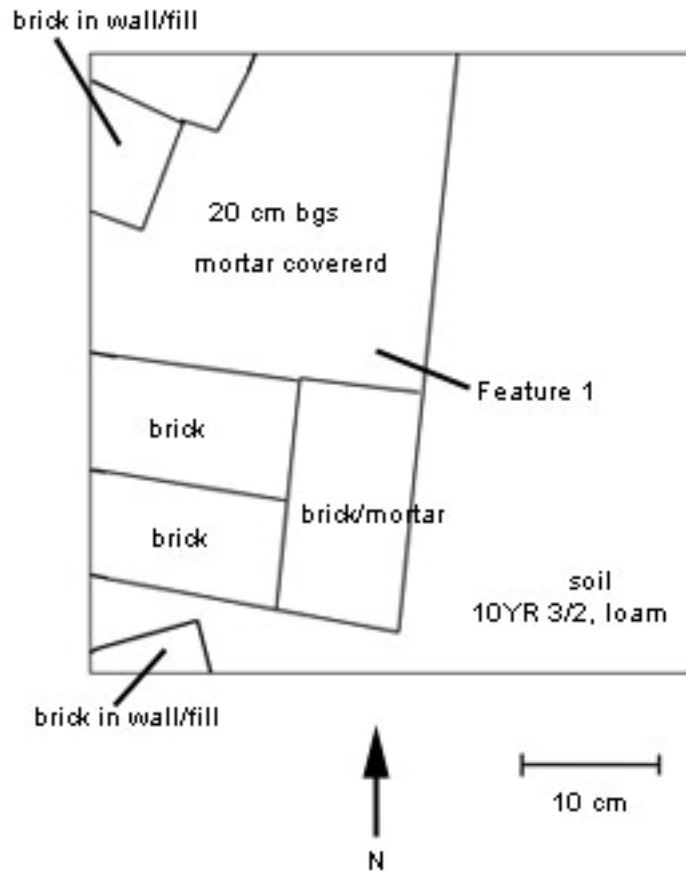 brick in wall/fill
20 cm bgs
mortar covererd
Feature 1
brick
brick/mortar
brick
soil
10YR 3/2, loam
brick in wall/fill
10 cm
N